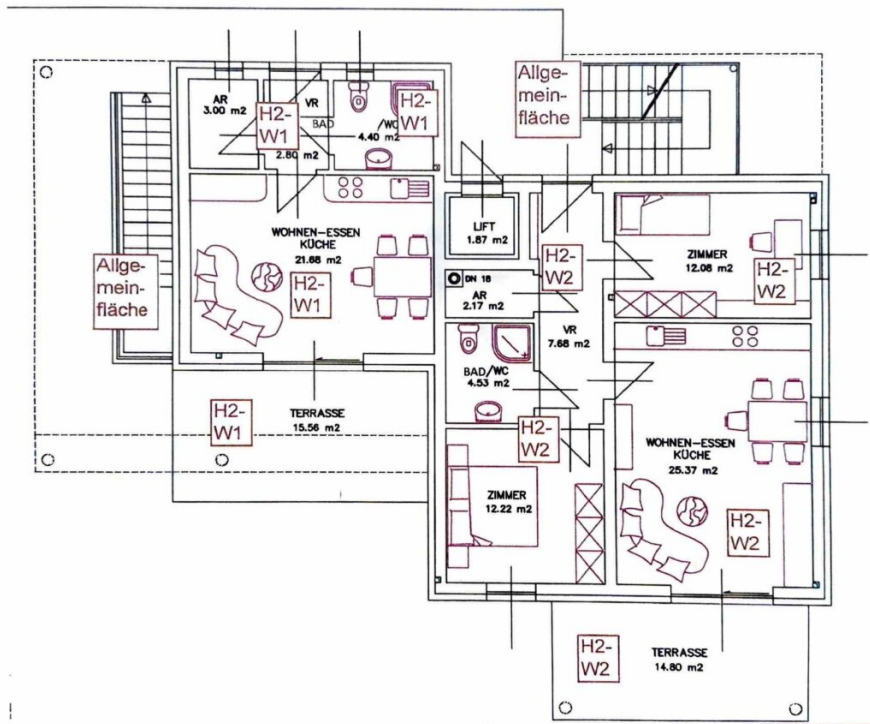 AR
3.00 m2
VR
2.80 m2
BAD
/WC
4.40 m2
H2-
W1
H2-
W1
Allge-
mein-
fläche
WOHNEN-ESSEN
KÜCHE
21.68 m2
H2-
W1
Allge-
mein-
fläche
LIFT
1.87 m2
DN 16
AR
2.17 m2
H2-
W2
VR
7.68 m2
ZIMMER
12.08 m2
H2-
W2
BAD/WC
4.53 m2
TERRASSE
15.56 m2
H2-
W1
H2-
W2
WOHNEN-ESSEN
KÜCHE
25.37 m2
ZIMMER
12.22 m2
H2-
W2
H2-
W2
TERRASSE
14.80 m2